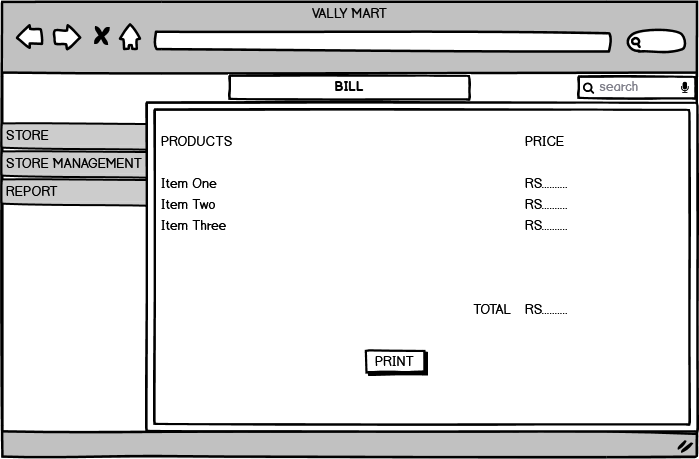 VALLY MART
BILL
search
STORE
STORE MANAGEMENT
REPORT
PRODUCTS PRICE
Item One RS..........
Item Two RS..........
Item Three RS..........
TOTAL RS..........
PRINT